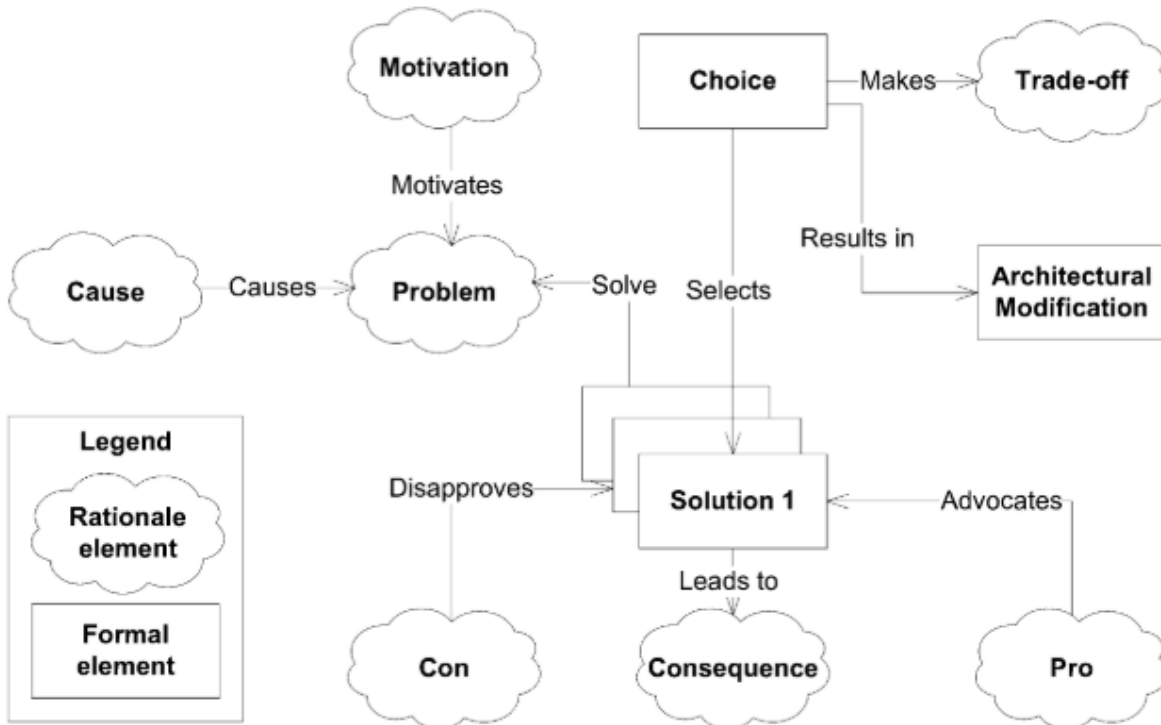 Motivation
Choice
Makes
Trade-off
Motivates
Results in
Cause
Causes
Problem
Solve
Selects
Architectural
Modification
Legend
Rationale
element
Formal
element
Disapproves
Solution 1
Advocates
Leads to
Con
Consequence
Pro